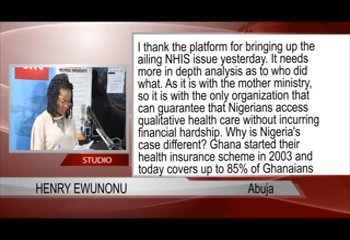 I thank the platform for bringing up the
ailing NHIS issue yesterday. It needs
more in depth analysis as to who did
what. As it is with the mother ministry,
so it is with the only organization that
can guarantee that Nigerians access
qualitative health care without incurring
financial hardship. Why is Nigeria's
case different? Ghana started their
health insurance scheme in 2003 and
today covers up to 85% of Ghanaians
STUDIO
HENRY EWUNONU
Abuja